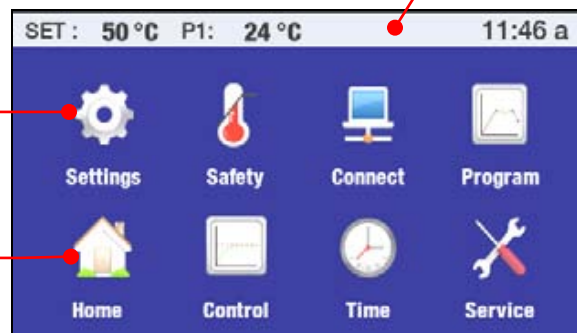 SET : 50 °C P1: 24 °C 11:46 a
Settings Safety Connect Program
Home Control Time Service